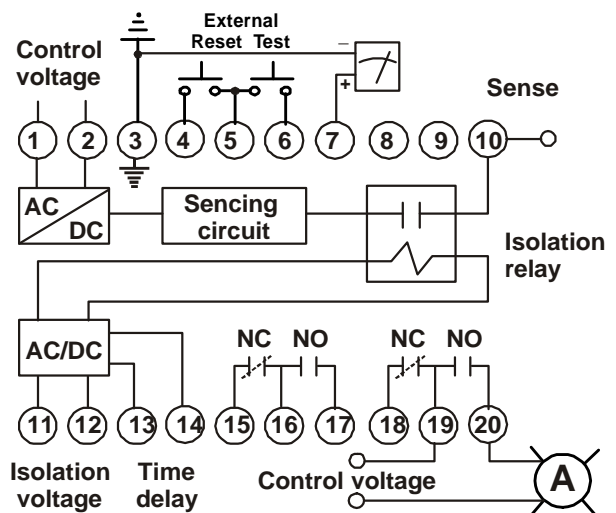 External
Reset Test
Control
voltage
–
+
Sense
1 2 3 4 5 6 7 8 9 10
AC
DC
Sencing
circuit
Isolation
relay
AC/DC
NC NO NC NO
11 12 13 14 15 16 17 18 19 20
Isolation
voltage
Time
delay
Control voltage
A